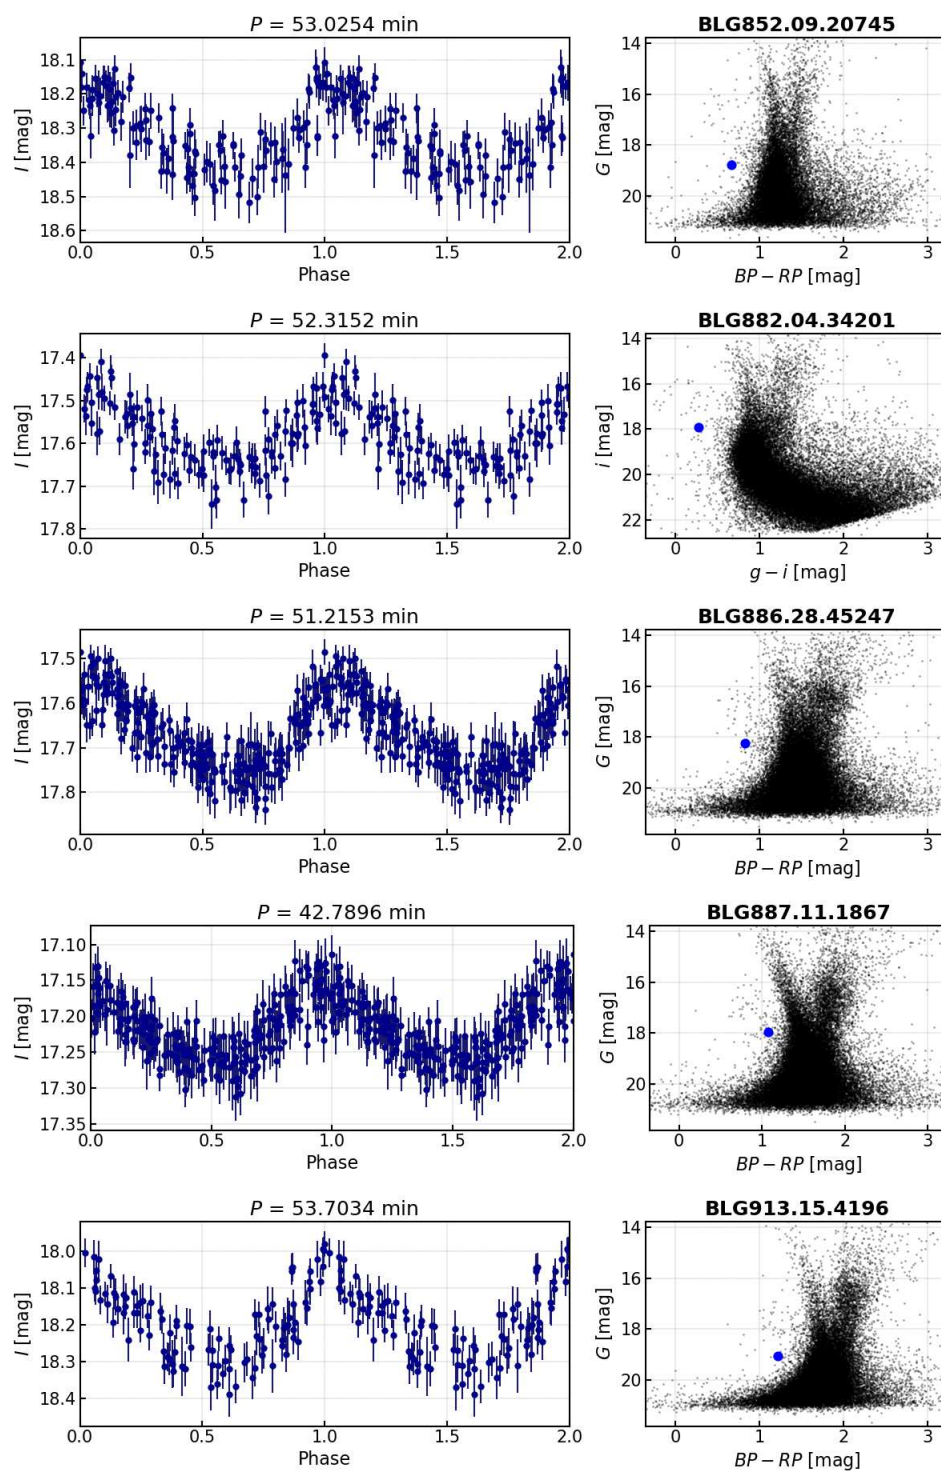 P = 53.0254 min
BLG852.09.20745
18.1
18.2
18.3
18.4
18.5
18.6
I [mag]
0.0 0.5 1.0 1.5 2.0
Phase
14
16
18
20
G [mag]
0 1 2 3
BP − RP [mag]
P = 52.3152 min
BLG882.04.34201
17.4
17.5
17.6
17.7
17.8
I [mag]
0.0 0.5 1.0 1.5 2.0
Phase
14
16
18
20
22
i [mag]
0 1 2 3
g − i [mag]
P = 51.2153 min
BLG886.28.45247
17.5
17.6
17.7
17.8
I [mag]
0.0 0.5 1.0 1.5 2.0
Phase
14
16
18
20
G [mag]
0 1 2 3
BP − RP [mag]
P = 42.7896 min
BLG887.11.1867
17.10
17.15
17.20
17.25
17.30
17.35
I [mag]
0.0 0.5 1.0 1.5 2.0
Phase
14
16
18
20
G [mag]
0 1 2 3
BP − RP [mag]
P = 53.7034 min
BLG913.15.4196
18.0
18.1
18.2
18.3
18.4
I [mag]
0.0 0.5 1.0 1.5 2.0
Phase
14
16
18
20
G [mag]
0 1 2 3
BP − RP [mag]